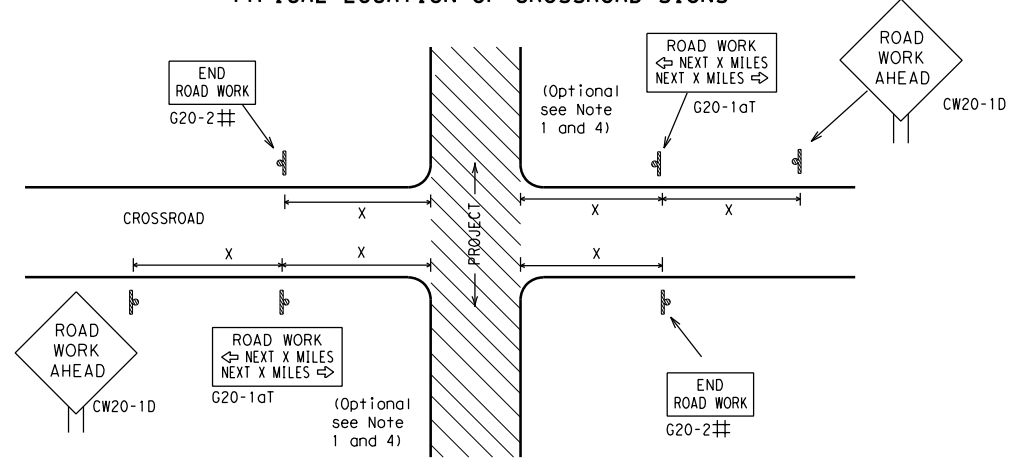 TYPICAL LOCATION OF CROSSROAD SIGNS
END
ROAD WORK
G20-2#
(Optional
see Note
1 and 4)
ROAD WORK
⇦ NEXT X MILES
NEXT X MILES ⇨
G20-1aT
ROAD
WORK
AHEAD
CW20-1D
CROSSROAD
X
X
X
PROJECT
X
X
X
ROAD
WORK
AHEAD
CW20-1D
ROAD WORK
⇦ NEXT X MILES
NEXT X MILES ⇨
G20-1aT
(Optional
see Note
1 and 4)
END
ROAD WORK
G20-2#